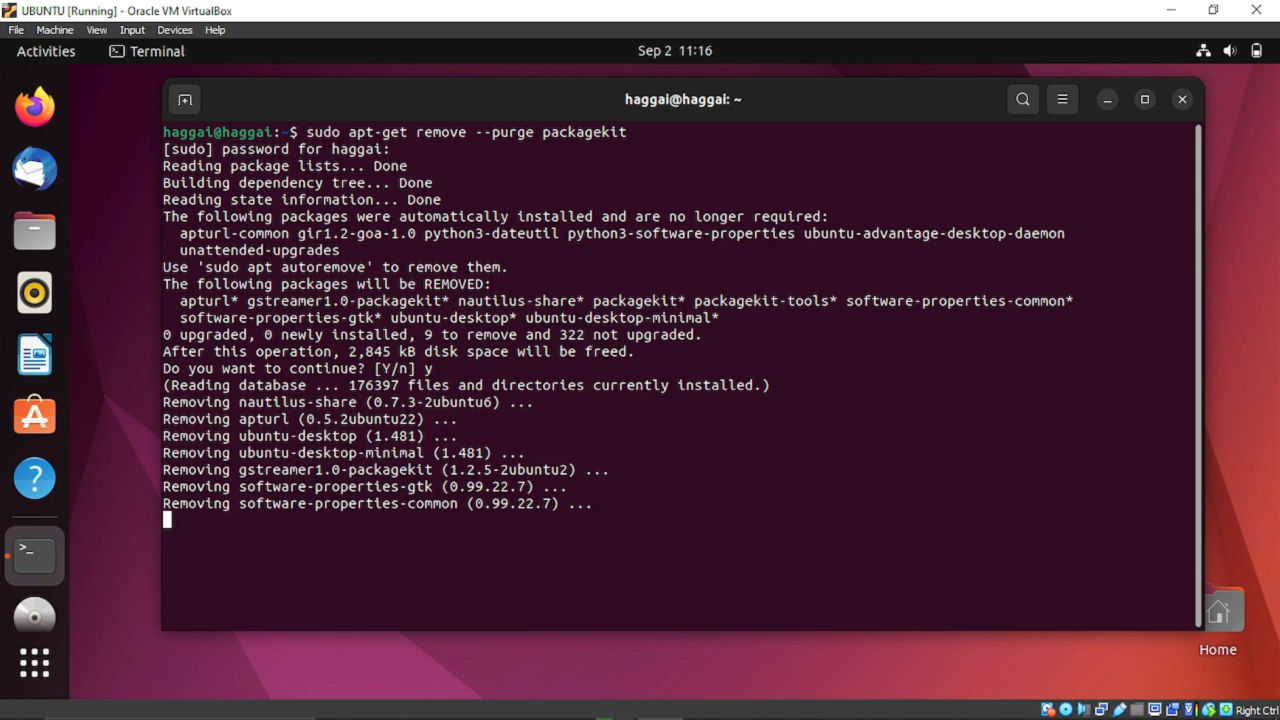 UBUNTU [Running] - Oracle VM VirtualBox
File Machine View Input Devices Help
Activities Terminal Sep 2 11:16
haggai@haggai: ~
haggai@haggai:~$ sudo apt-get remove --purge packagekit
[sudo] password for haggai:
Reading package lists... Done
Building dependency tree... Done
Reading state information... Done
The following packages were automatically installed and are no longer required:
apturl-common gir1.2-goa-1.0 python3-dateutil python3-software-properties ubuntu-advantage-desktop-daemon
unattended-upgrades
Use 'sudo apt autoremove' to remove them.
The following packages will be REMOVED:
apturl* gstreamer1.0-packagekit* nautilus-share* packagekit* packagekit-tools* software-properties-common*
software-properties-gtk* ubuntu-desktop* ubuntu-desktop-minimal*
0 upgraded, 0 newly installed, 9 to remove and 322 not upgraded.
After this operation, 2,845 kB disk space will be freed.
Do you want to continue? [Y/n] y
(Reading database ... 176397 files and directories currently installed.)
Removing nautilus-share (0.7.3-2ubuntu6) ...
Removing apturl (0.5.2ubuntu22) ...
Removing ubuntu-desktop (1.481) ...
Removing ubuntu-desktop-minimal (1.481) ...
Removing gstreamer1.0-packagekit (1.2.5-2ubuntu2) ...
Removing software-properties-gtk (0.99.22.7) ...
Removing software-properties-common (0.99.22.7) ...
Home
Right Ctrl